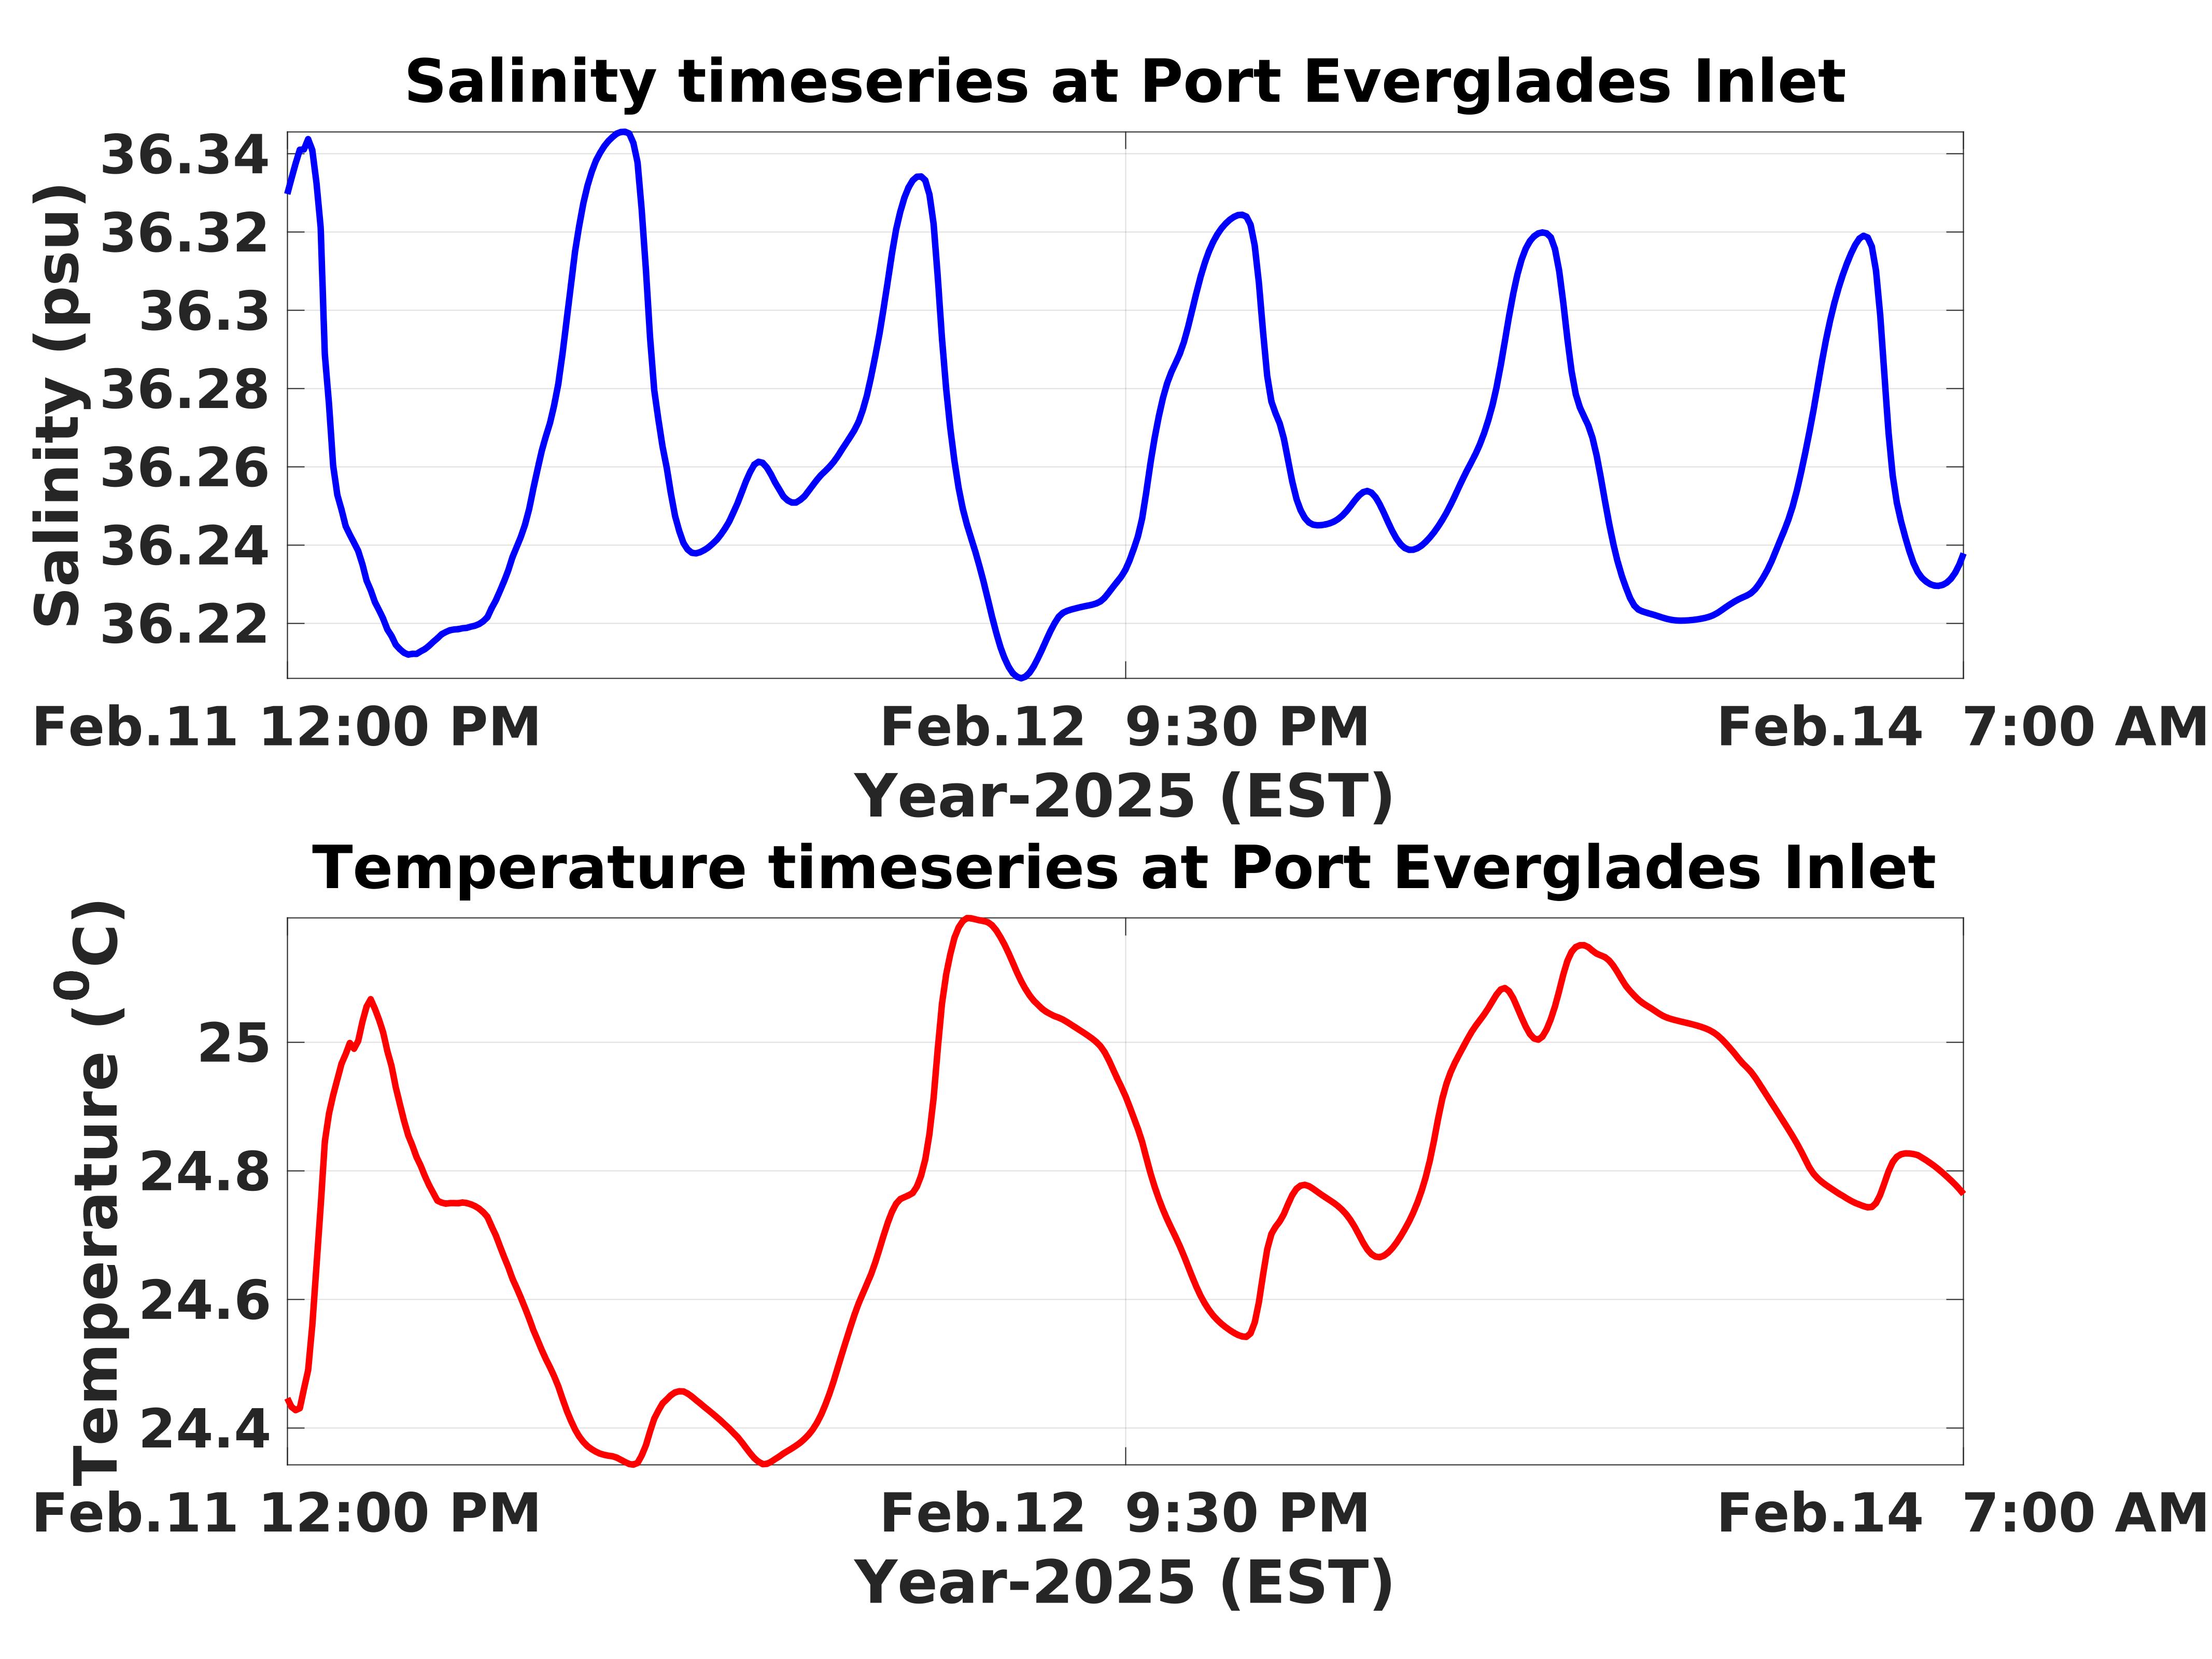 Salinity timeseries at Port Everglades Inlet
Salinity (psu)
36.34
36.32
36.3
36.28
36.26
36.24
36.22
Feb.11 12:00 PM
Feb.12  9:30 PM
Feb.14  7:00 AM
Year-2025 (EST)
Temperature timeseries at Port Everglades Inlet
Temperature (⁰C)
25
24.8
24.6
24.4
Feb.11 12:00 PM
Feb.12  9:30 PM
Feb.14  7:00 AM
Year-2025 (EST)